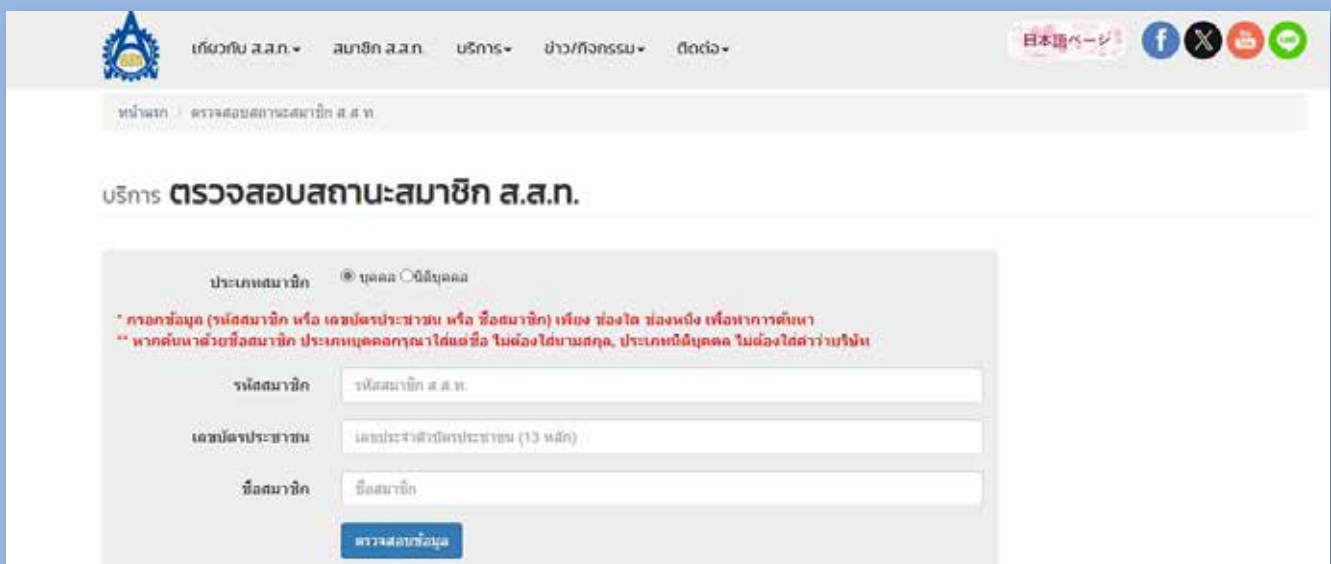 เกี่ยวกับ ส.ส.ท. สมาชิก ส.ส.ท. บริการ ข่าว/กิจกรรม ติดต่อ 日本語ページ
หน้าแรก / ตรวจสอบสถานะสมาชิก ส.ส.ท.
บริการ ตรวจสอบสถานะสมาชิก ส.ส.ท.
ประเภทสมาชิก บุคคล นิติบุคคล
* กรอกข้อมูล (รหัสสมาชิก หรือ เลขบัตรประชาชน หรือ ชื่อสมาชิก) เพียง ช่องใด ช่องหนึ่ง เพื่อทำการค้นหา
** หากค้นหาด้วยชื่อสมาชิก ประเภทบุคคลกรุณาใส่แต่ชื่อ ไม่ต้องใส่นามสกุล, ประเภทนิติบุคคล ไม่ต้องใส่คำว่าบริษัท
รหัสสมาชิก รหัสสมาชิก ส.ส.ท.
เลขบัตรประชาชน เลขประจำตัวบัตรประชาชน (13 หลัก)
ชื่อสมาชิก ชื่อสมาชิก
ตรวจสอบข้อมูล